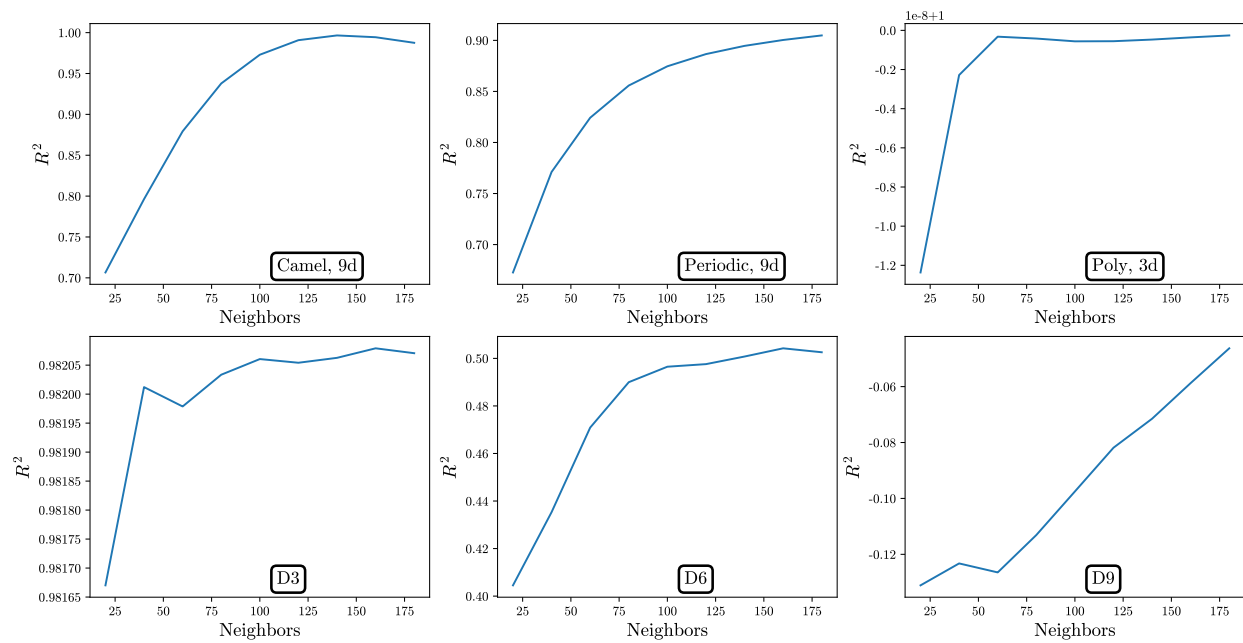 1.00
0.95
0.90
0.85
0.80
0.75
0.70
R²
Camel, 9d
25 50 75 100 125 150 175
Neighbors
0.90
0.85
0.80
0.75
0.70
R²
Periodic, 9d
25 50 75 100 125 150 175
Neighbors
1e-8+1
0.0
-0.2
-0.4
-0.6
-0.8
-1.0
-1.2
R²
Poly, 3d
25 50 75 100 125 150 175
Neighbors
0.98205
0.98200
0.98195
0.98190
0.98185
0.98180
0.98175
0.98170
0.98165
R²
D3
25 50 75 100 125 150 175
Neighbors
0.50
0.48
0.46
0.44
0.42
0.40
R²
D6
25 50 75 100 125 150 175
Neighbors
-0.06
-0.08
-0.10
-0.12
R²
D9
25 50 75 100 125 150 175
Neighbors